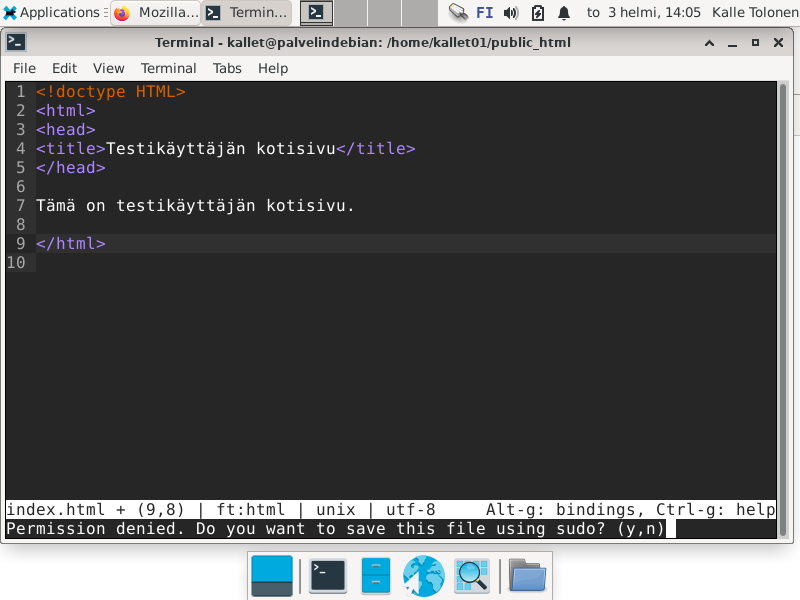 Applications
Mozilla...
Termin...
FI
to 3 helmi, 14:05
Kalle Tolonen
Terminal - kallet@palvelindebian: /home/kallet01/public_html
File Edit View Terminal Tabs Help
1 <!doctype HTML>
2 <html>
3 <head>
4 <title>Testikäyttäjän kotisivu</title>
5 </head>
6
7 Tämä on testikäyttäjän kotisivu.
8
9 </html>
10
index.html + (9,8) | ft:html | unix | utf-8 Alt-g: bindings, Ctrl-g: help
Permission denied. Do you want to save this file using sudo? (y,n)